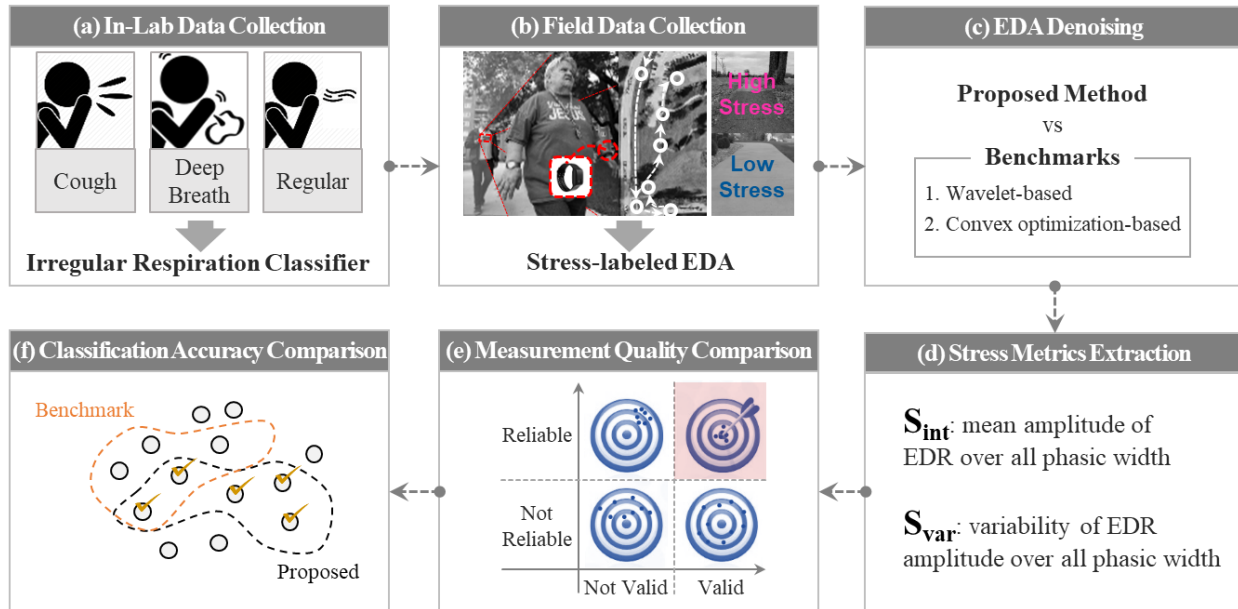 (a) In-Lab Data Collection
Cough
Deep
Breath
Regular
Irregular Respiration Classifier
(b) Field Data Collection
JESUS
High
Stress
Low
Stress
Stress-labeled EDA
(c) EDA Denoising
Proposed Method
vs
Benchmarks
1. Wavelet-based
2. Convex optimization-based
(d) Stress Metrics Extraction
Sint: mean amplitude of
EDR over all phasic width
Svar: variability of EDR
amplitude over all phasic width
(e) Measurement Quality Comparison
Reliable
Not
Reliable
Not Valid
Valid
(f) Classification Accuracy Comparison
Benchmark
Proposed